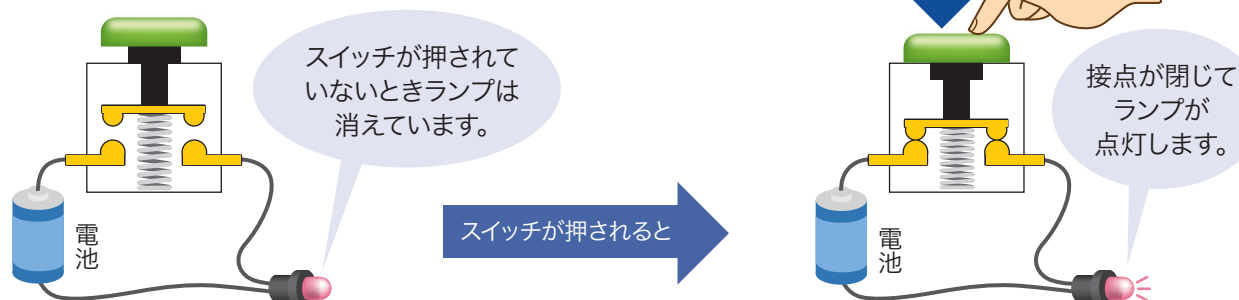 スイッチが押されて
いないときランプは
消えています。
電池
スイッチが押されると
接点が閉じて
ランプが
点灯します。
電池